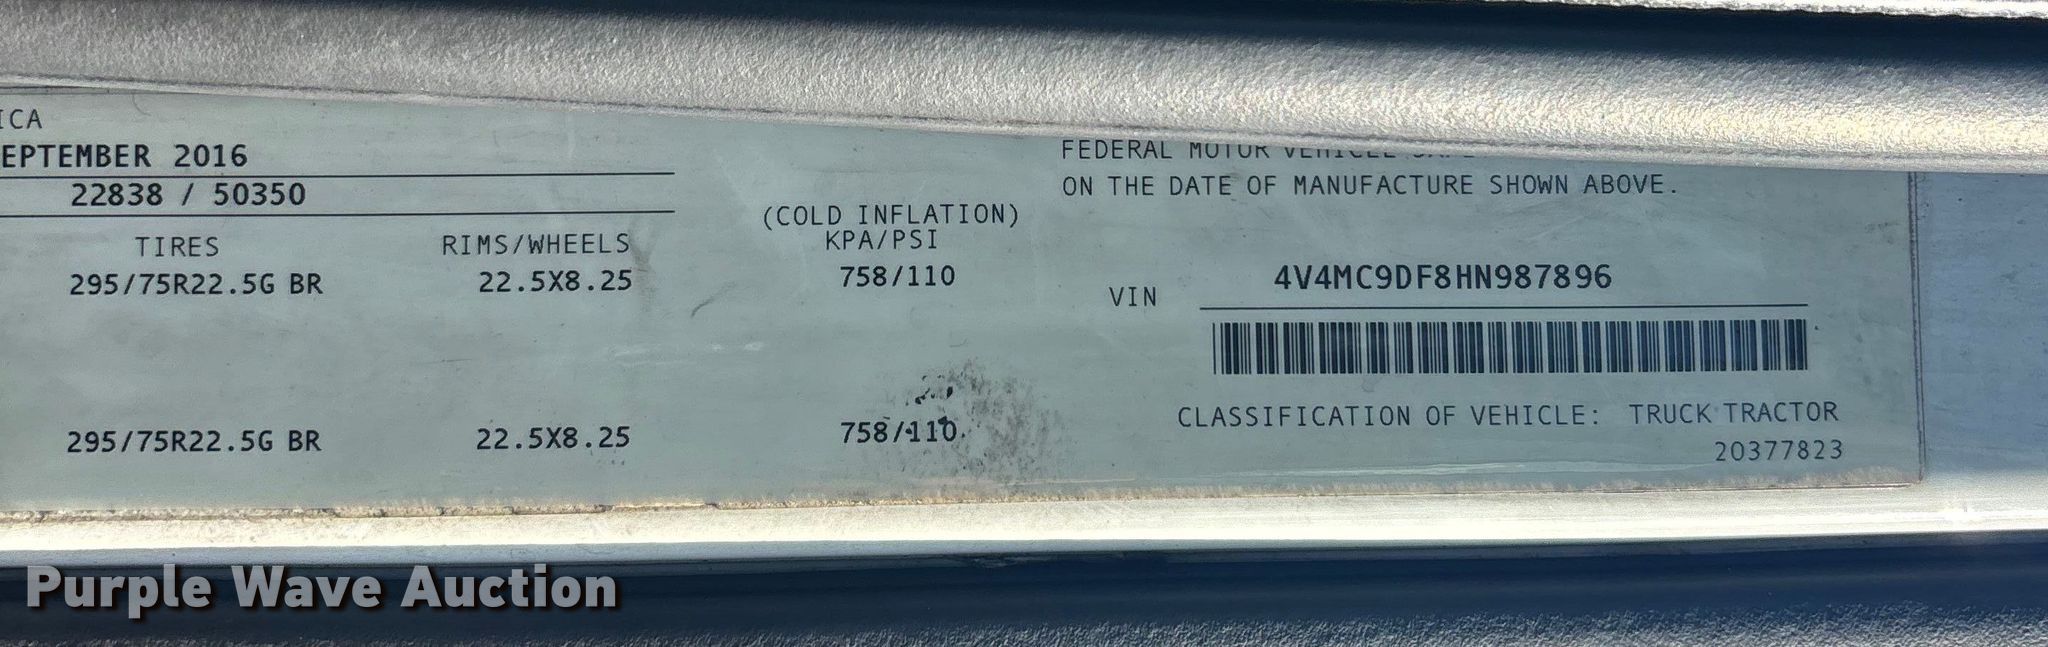 ICA
EPTEMBER 2016
22838 / 50350
(COLD INFLATION)
TIRES RIMS/WHEELS KPA/PSI
295/75R22.5G BR 22.5X8.25 758/110
295/75R22.5G BR 22.5X8.25 758/110
FEDERAL MOTOR VEHICLE
ON THE DATE OF MANUFACTURE SHOWN ABOVE.
VIN 4V4MC9DF8HN987896
CLASSIFICATION OF VEHICLE: TRUCK TRACTOR
20377823
Purple Wave Auction